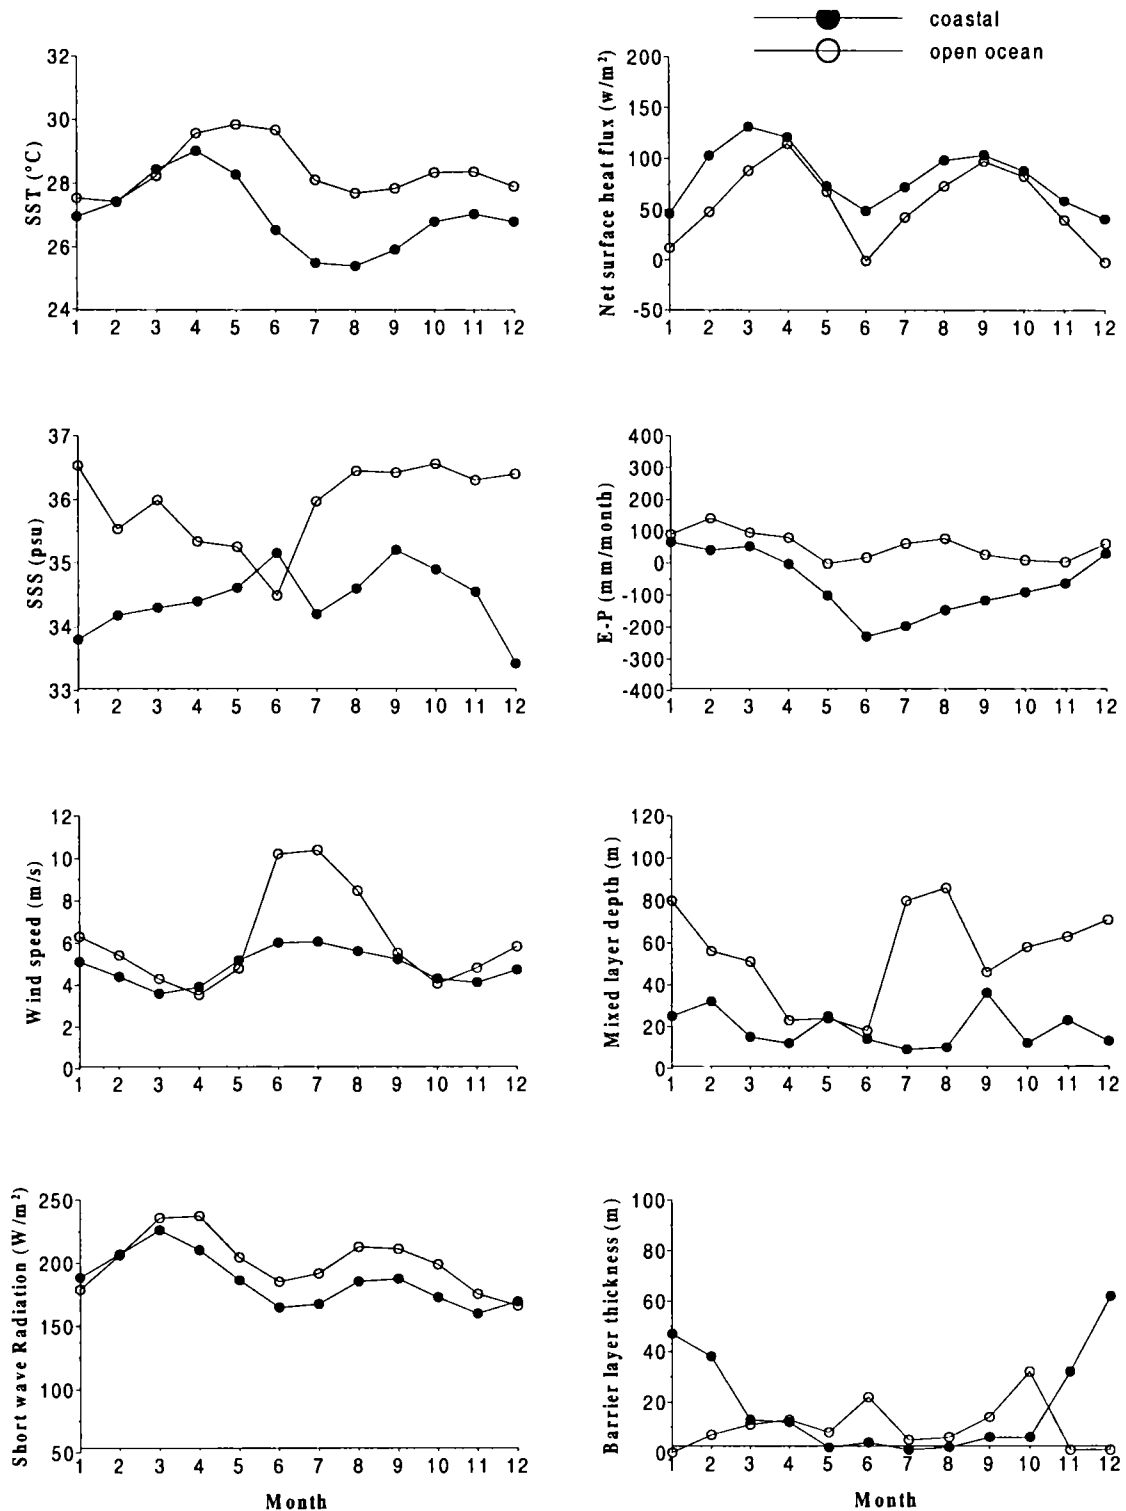 coastal
open ocean
SST (°C)
32
30
28
26
24
1 2 3 4 5 6 7 8 9 10 11 12
Net surface heat flux (w/m²)
200
150
100
50
0
-50
1 2 3 4 5 6 7 8 9 10 11 12
SSS (psu)
37
36
35
34
33
1 2 3 4 5 6 7 8 9 10 11 12
E-P (mm/month)
400
300
200
100
0
-100
-200
-300
-400
1 2 3 4 5 6 7 8 9 10 11 12
Wind speed (m/s)
12
10
8
6
4
2
0
1 2 3 4 5 6 7 8 9 10 11 12
Mixed layer depth (m)
120
100
80
60
40
20
0
1 2 3 4 5 6 7 8 9 10 11 12
Short wave Radiation (W/m²)
250
200
150
100
50
1 2 3 4 5 6 7 8 9 10 11 12
Month
Barrier layer thickness (m)
100
80
60
40
20
0
1 2 3 4 5 6 7 8 9 10 11 12
Month